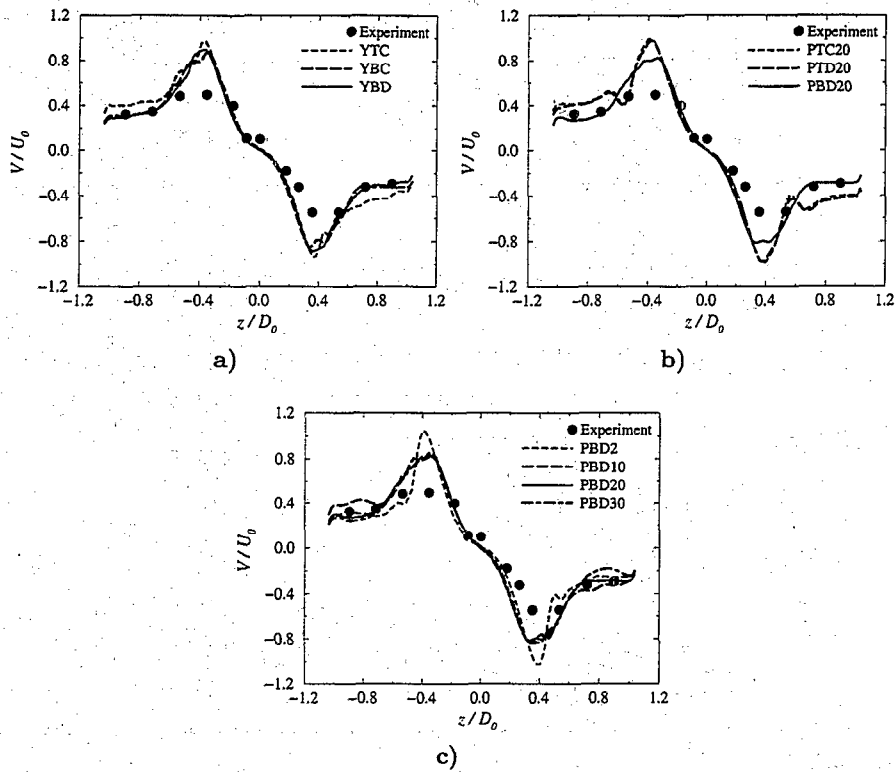 1.2
0.8
0.4
0.0
−0.4
−0.8
−1.2
V / U₀
Experiment
YTC
YBC
YBD
−1.2 −0.8 −0.4 0.0 0.4 0.8 1.2
z / D₀
a)
1.2
0.8
0.4
0.0
−0.4
−0.8
−1.2
V / U₀
Experiment
PTC20
PTD20
PBD20
−1.2 −0.8 −0.4 0.0 0.4 0.8 1.2
z / D₀
b)
1.2
0.8
0.4
0.0
−0.4
−0.8
−1.2
V / U₀
Experiment
PBD2
PBD10
PBD20
PBD30
−1.2 −0.8 −0.4 0.0 0.4 0.8 1.2
z / D₀
c)